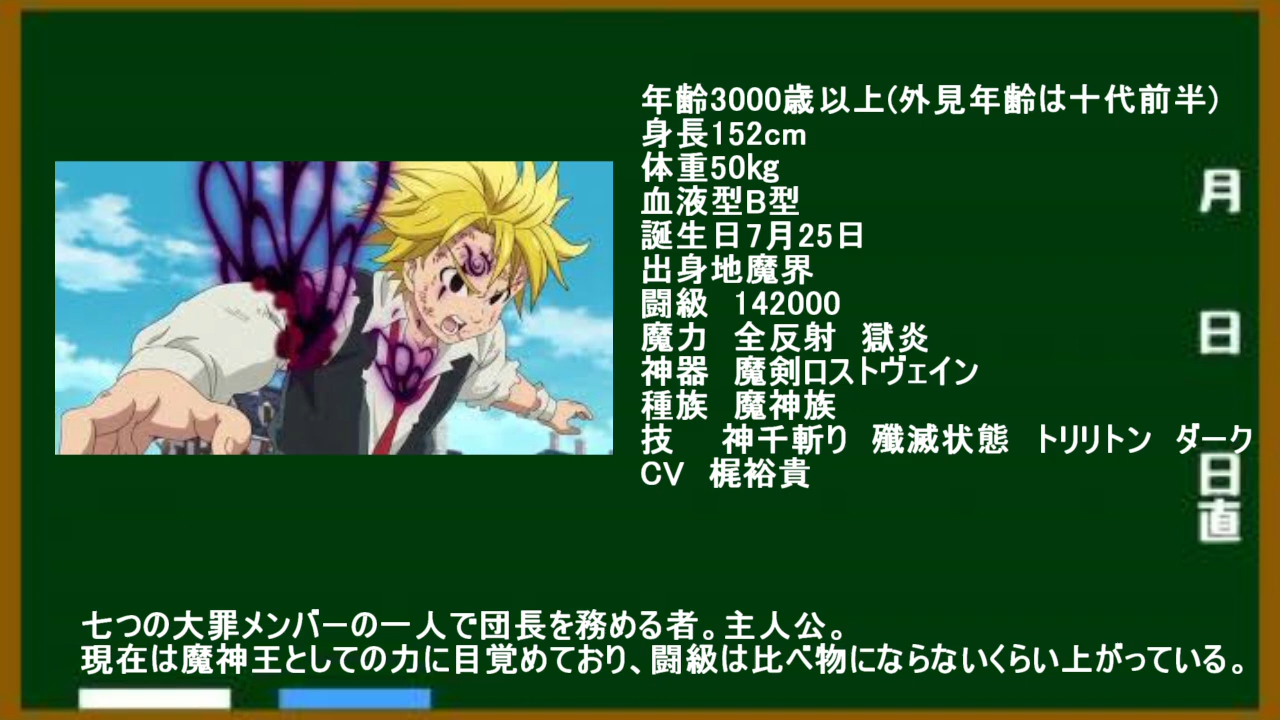 年齢3000歳以上(外見年齢は十代前半)
身長152cm
体重50kg
血液型B型
誕生日7月25日
出身地魔界
闘級　142000
魔力　全反射　獄炎
神器　魔剣ロストヴェイン
種族　魔神族
技　　神千斬り　殲滅状態　トリリトン　ダーク
CV　梶裕貴
月
日
日直
七つの大罪メンバーの一人で団長を務める者。主人公。
現在は魔神王としての力に目覚めており、闘級は比べ物にならないくらい上がっている。